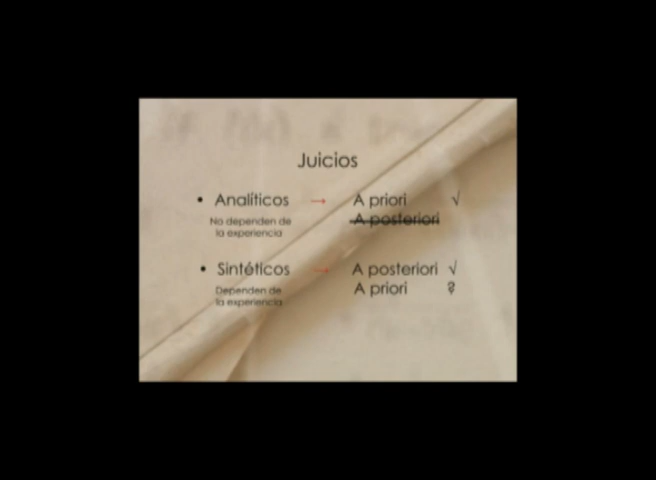 Juicios
• Analíticos → A priori √
No dependen de
la experiencia
A posteriori
• Sintéticos → A posteriori √
Dependen de
la experiencia
A priori ?